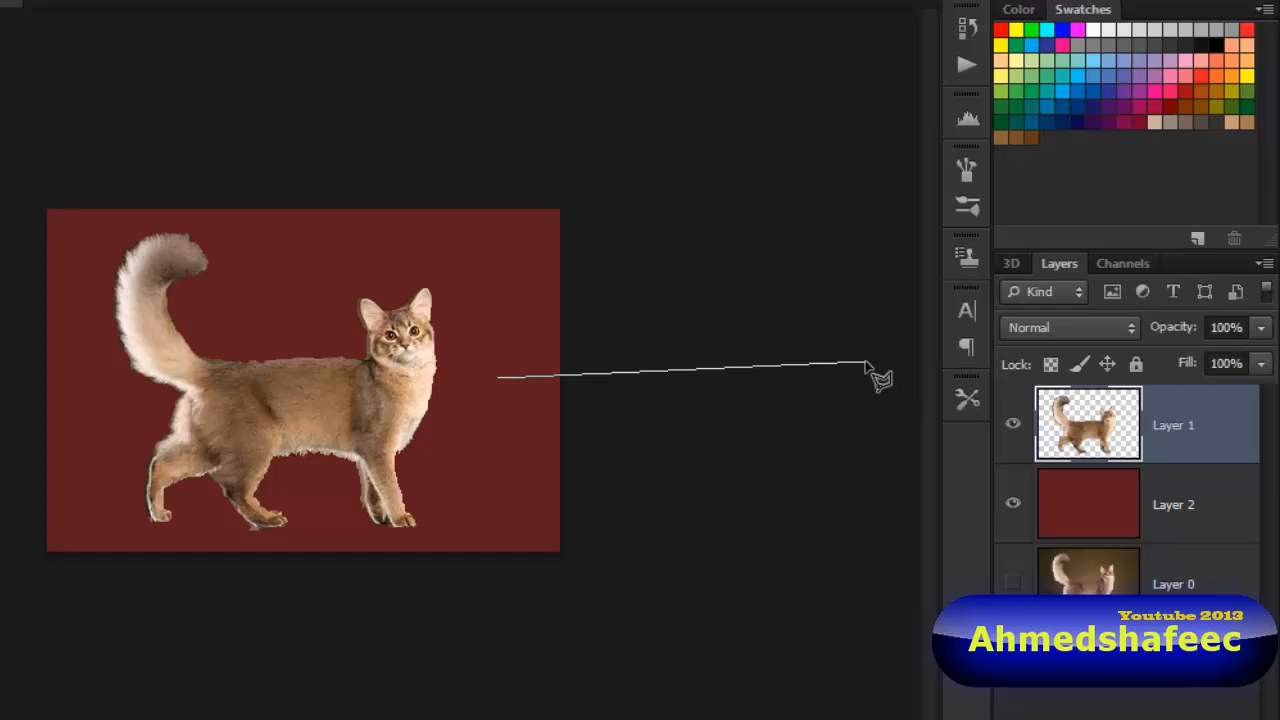 Color
Swatches
3D
Layers
Channels
Kind
Normal
Opacity:
100%
Lock:
Fill:
100%
Layer 1
Layer 2
Layer 0
Youtube 2013
Ahmedshafeec